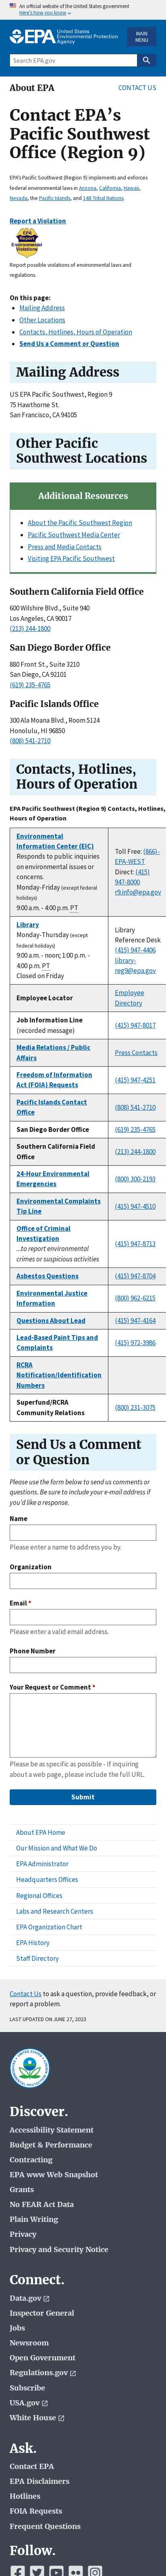 An official website of the United States government
Here's how you know
EPA United States Environmental Protection Agency
MAIN MENU
Search EPA.gov
About EPA
CONTACT US
Contact EPA's
Pacific Southwest
Office (Region 9)
EPA's Pacific Southwest (Region 9) implements and enforces
federal environmental laws in Arizona, California, Hawaii,
Nevada, the Pacific Islands, and 148 Tribal Nations.
Report a Violation
EPA
Report possible violations of environmental laws and
regulations.
On this page:
Mailing Address
Other Locations
Contacts, Hotlines, Hours of Operation
Send Us a Comment or Question
Mailing Address
US EPA Pacific Southwest, Region 9
75 Hawthorne St.
San Francisco, CA 94105
Other Pacific
Southwest Locations
Additional Resources
About the Pacific Southwest Region
Pacific Southwest Media Center
Press and Media Contacts
Visiting EPA Pacific Southwest
Southern California Field Office
600 Wilshire Blvd., Suite 940
Los Angeles, CA 90017
(213) 244-1800
San Diego Border Office
880 Front St., Suite 3210
San Diego, CA 92101
(619) 235-4765
Pacific Islands Office
300 Ala Moana Blvd., Room 5124
Honolulu, HI 96850
(808) 541-2710
Contacts, Hotlines,
Hours of Operation
EPA Pacific Southwest (Region 9) Contacts, Hotlines,
Hours of Operation
Environmental
Information Center (EIC)
Responds to public inquiries
on environmental issues or
concerns.
Monday-Friday (except federal
holidays)
9:00 a.m. - 4:00 p.m. PT
Toll Free: (866)-
EPA-WEST
Direct: (415)
947-8000
r9.info@epa.gov
Library
Monday-Thursday (except
federal holidays)
9:00 a.m. - noon; 1:00 p.m. -
4:00 p.m. PT
Closed on Friday
Library
Reference Desk
(415) 947-4406
library-
reg9@epa.gov
Employee Locator
Employee
Directory
Job Information Line
(recorded message)
(415) 947-8017
Media Relations / Public
Affairs
Press Contacts
Freedom of Information
Act (FOIA) Requests
(415) 947-4251
Pacific Islands Contact
Office
(808) 541-2710
San Diego Border Office
(619) 235-4765
Southern California Field
Office
(213) 244-1800
24-Hour Environmental
Emergencies
(800) 300-2193
Environmental Complaints
Tip Line
(415) 947-4510
Office of Criminal
Investigation
...to report environmental
crimes or suspicious activities
(415) 947-8713
Asbestos Questions
(415) 947-8704
Environmental Justice
Information
(800) 962-6215
Questions About Lead
(415) 947-4164
Lead-Based Paint Tips and
Complaints
(415) 972-3986
RCRA
Notification/Identification
Numbers
Superfund/RCRA
Community Relations
(800) 231-3075
Send Us a Comment
or Question
Please use the form below to send us comments or
questions. Be sure to include your e-mail address if
you'd like a response.
Name
Please enter a name to address you by.
Organization
Email *
Please enter a valid email address.
Phone Number
Your Request or Comment *
Please be as specific as possible - If inquiring
about a web page, please include the full URL.
Submit
About EPA Home
Our Mission and What We Do
EPA Administrator
Headquarters Offices
Regional Offices
Labs and Research Centers
EPA Organization Chart
EPA History
Staff Directory
Contact Us to ask a question, provide feedback, or
report a problem.
LAST UPDATED ON JUNE 27, 2023
Discover.
Accessibility Statement
Budget & Performance
Contracting
EPA www Web Snapshot
Grants
No FEAR Act Data
Plain Writing
Privacy
Privacy and Security Notice
Connect.
Data.gov
Inspector General
Jobs
Newsroom
Open Government
Regulations.gov
Subscribe
USA.gov
White House
Ask.
Contact EPA
EPA Disclaimers
Hotlines
FOIA Requests
Frequent Questions
Follow.